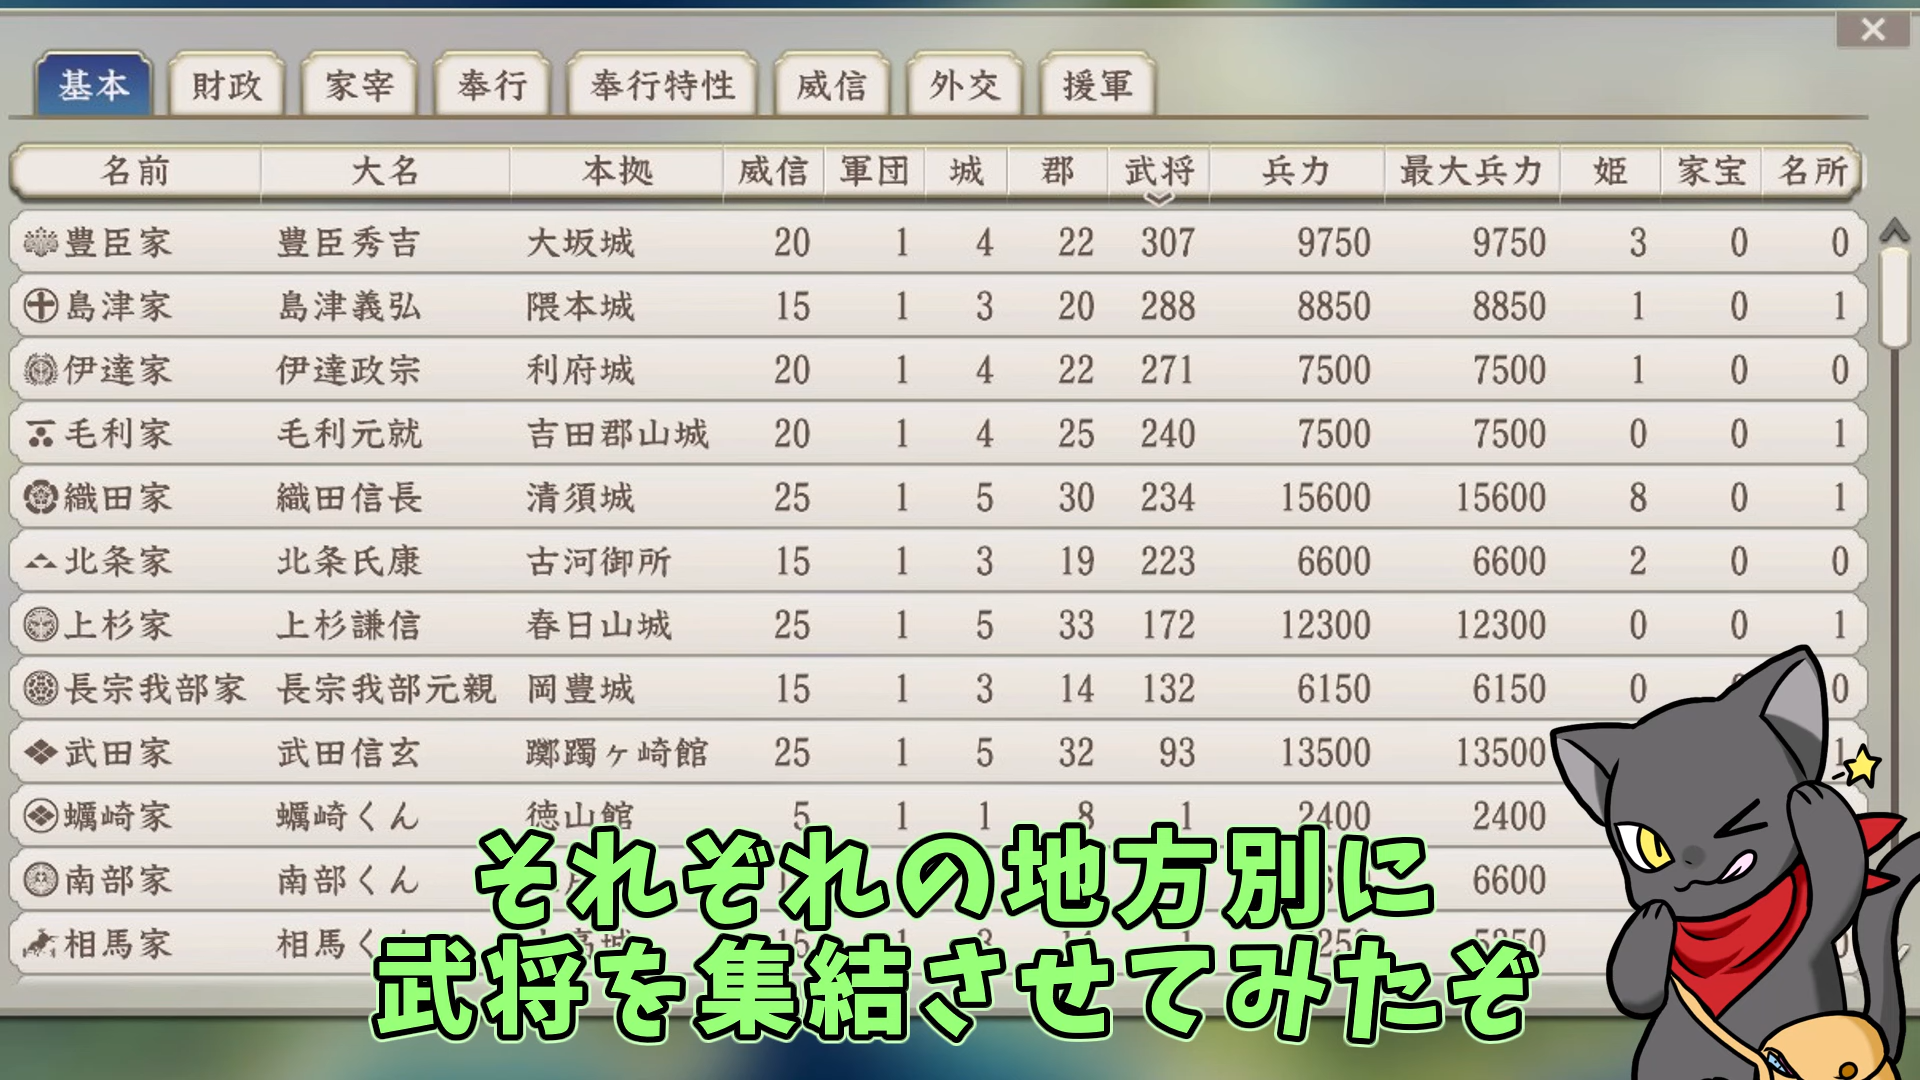 基本 財政 家宰 奉行 奉行特性 威信 外交 援軍
名前 大名 本拠 威信 軍団 城 郡 武将 兵力 最大兵力 姫 家宝 名所
豊臣家 豊臣秀吉 大坂城 20 1 4 22 307 9750 9750 3 0 0
島津家 島津義弘 隈本城 15 1 3 20 288 8850 8850 1 0 1
伊達家 伊達政宗 利府城 20 1 4 22 271 7500 7500 1 0 0
毛利家 毛利元就 吉田郡山城 20 1 4 25 240 7500 7500 0 0 1
織田家 織田信長 清須城 25 1 5 30 234 15600 15600 8 0 1
北条家 北条氏康 古河御所 15 1 3 19 223 6600 6600 2 0 0
上杉家 上杉謙信 春日山城 25 1 5 33 172 12300 12300 0 0 1
長宗我部家 長宗我部元親 岡豊城 15 1 3 14 132 6150 6150 0 0
武田家 武田信玄 躑躅ヶ崎館 25 1 5 32 93 13500 13500 1
蠣崎家 蠣崎くん 徳山館 5 1 1 8 1 2400 2400
南部家 南部くん 6600
相馬家 相馬く
それぞれの地方別に
武将を集結させてみたぞ